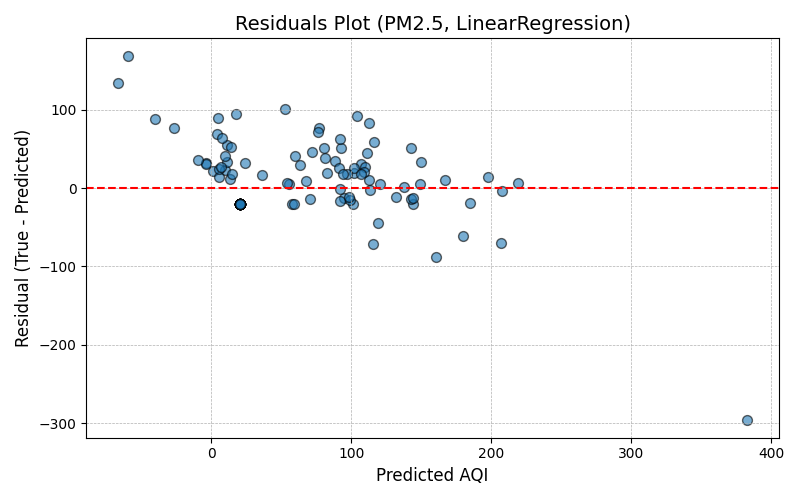 Residuals Plot (PM2.5, LinearRegression)
Residual (True - Predicted)
100
0
−100
−200
−300
0 100 200 300 400
Predicted AQI